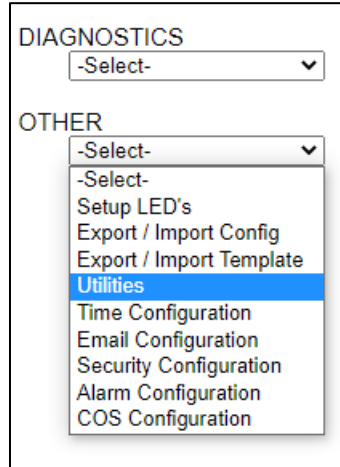 DIAGNOSTICS
-Select-
OTHER
-Select-
-Select-
Setup LED's
Export / Import Config
Export / Import Template
Utilities
Time Configuration
Email Configuration
Security Configuration
Alarm Configuration
COS Configuration